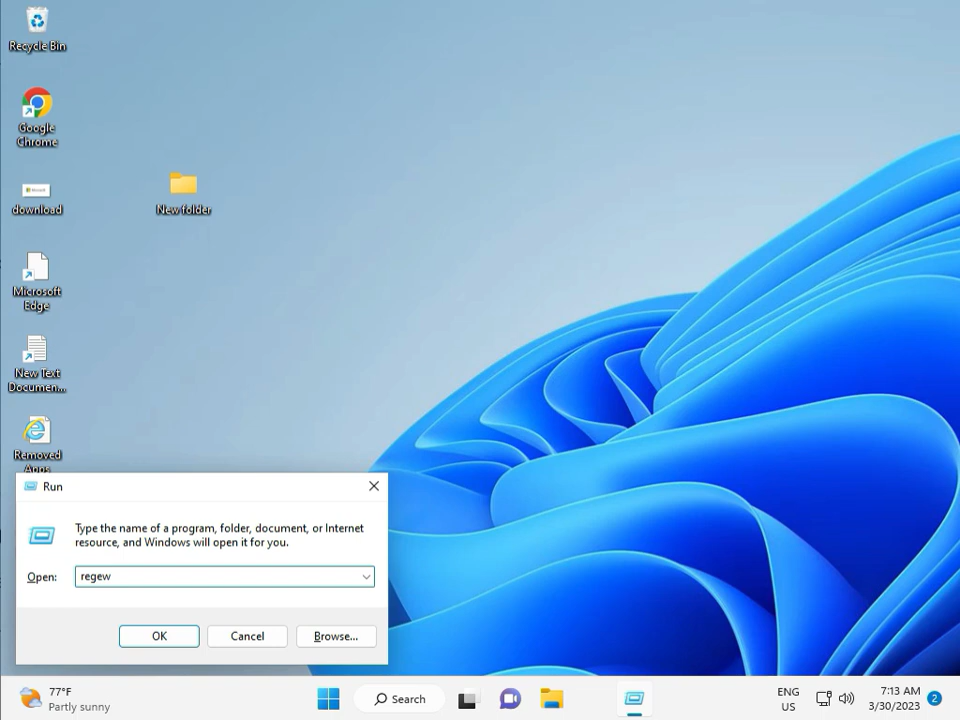 Recycle Bin
Google
Chrome
download
New folder
Microsoft
Edge
New Text
Documen...
Removed
Apps
Run
Type the name of a program, folder, document, or Internet
resource, and Windows will open it for you.
Open: regew
OK Cancel Browse...
77°F
Partly sunny
Search
ENG
US
7:13 AM
3/30/2023
2